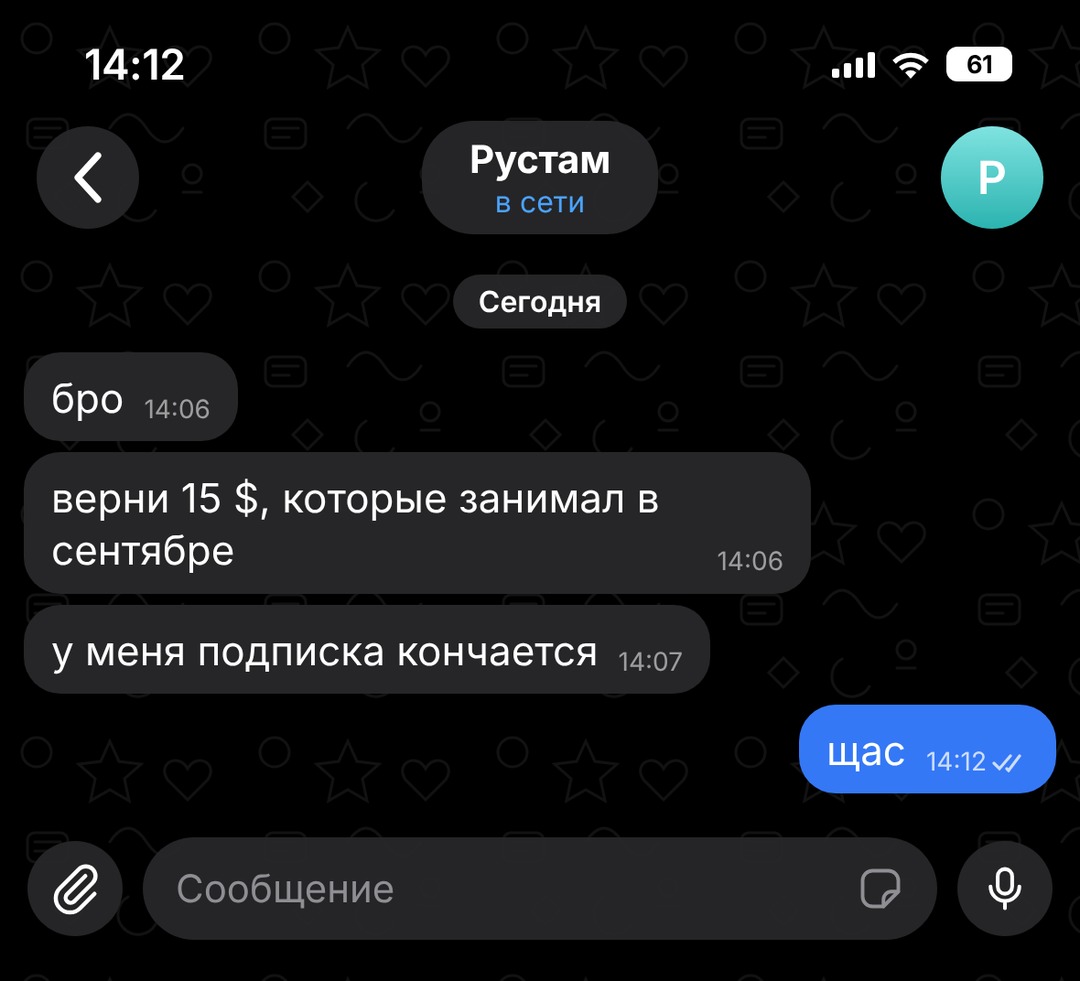 14:12
61
Рустам
в сети
Р
Сегодня
бро 14:06
верни 15 $, которые занимал в
сентябре 14:06
у меня подписка кончается 14:07
щас 14:12
Сообщение